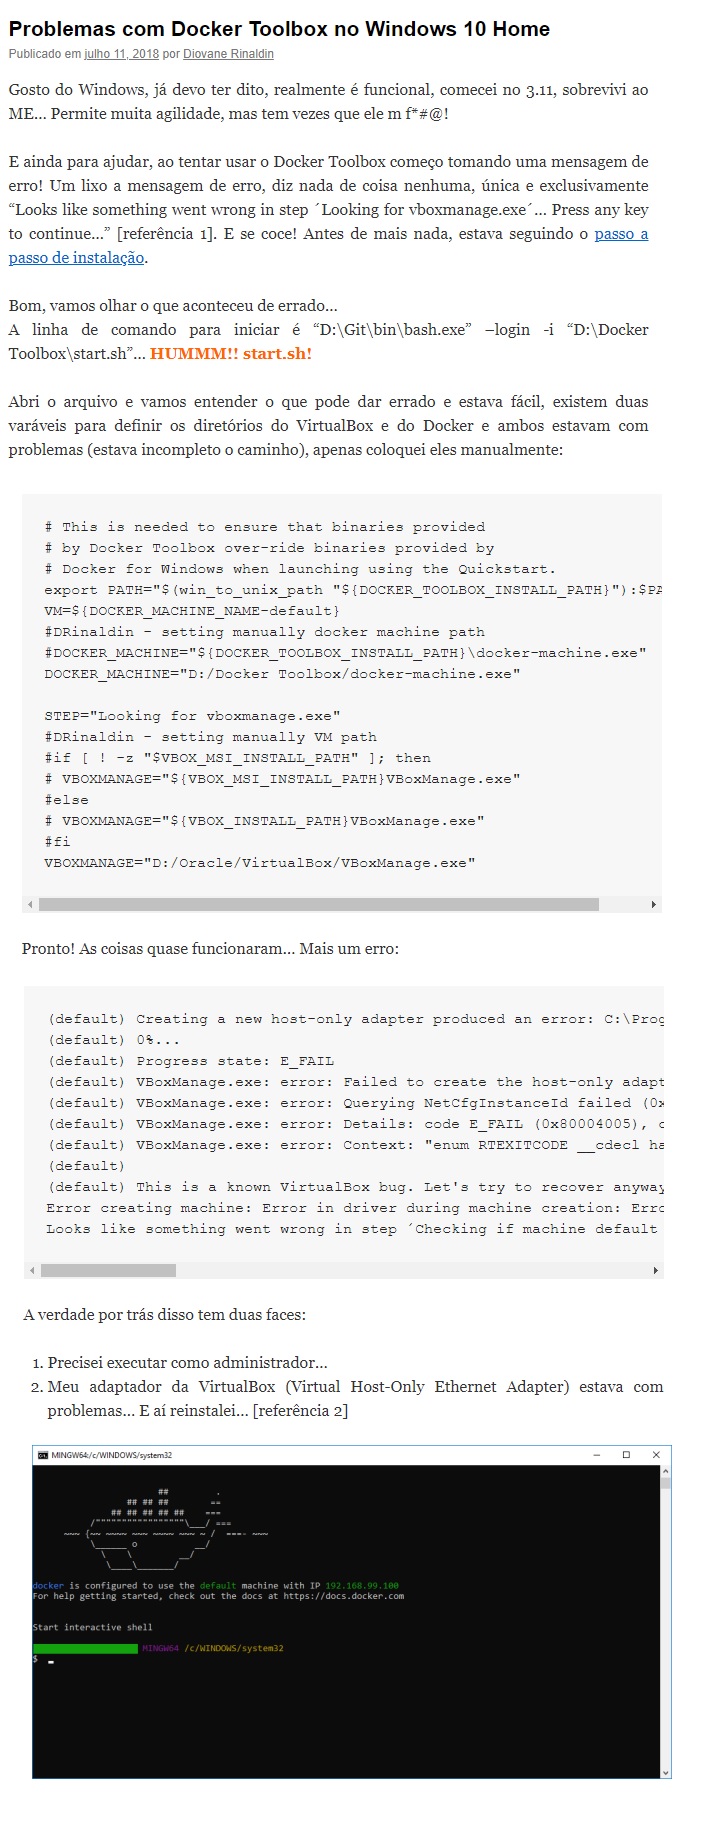 Problemas com Docker Toolbox no Windows 10 Home
Publicado em julho 11, 2018 por Diovane Rinaldin
Gosto do Windows, já devo ter dito, realmente é funcional, comecei no 3.11, sobrevivi ao
ME… Permite muita agilidade, mas tem vezes que ele m f*#@!
E ainda para ajudar, ao tentar usar o Docker Toolbox começo tomando uma mensagem de
erro! Um lixo a mensagem de erro, diz nada de coisa nenhuma, única e exclusivamente
“Looks like something went wrong in step ´Looking for vboxmanage.exe´… Press any key
to continue…” [referência 1]. E se coce! Antes de mais nada, estava seguindo o passo a
passo de instalação.
Bom, vamos olhar o que aconteceu de errado…
A linha de comando para iniciar é “D:\Git\bin\bash.exe” –login -i “D:\Docker
Toolbox\start.sh”… HUMMM!! start.sh!
Abri o arquivo e vamos entender o que pode dar errado e estava fácil, existem duas
varáveis para definir os diretórios do VirtualBox e do Docker e ambos estavam com
problemas (estava incompleto o caminho), apenas coloquei eles manualmente:
# This is needed to ensure that binaries provided
# by Docker Toolbox over-ride binaries provided by
# Docker for Windows when launching using the Quickstart.
export PATH="$(win_to_unix_path "${DOCKER_TOOLBOX_INSTALL_PATH}"):$PA
VM=${DOCKER_MACHINE_NAME-default}
#DRinaldin - setting manually docker machine path
#DOCKER_MACHINE="${DOCKER_TOOLBOX_INSTALL_PATH}\docker-machine.exe"
DOCKER_MACHINE="D:/Docker Toolbox/docker-machine.exe"
STEP="Looking for vboxmanage.exe"
#DRinaldin - setting manually VM path
#if [ ! -z "$VBOX_MSI_INSTALL_PATH" ]; then
# VBOXMANAGE="${VBOX_MSI_INSTALL_PATH}VBoxManage.exe"
#else
# VBOXMANAGE="${VBOX_INSTALL_PATH}VBoxManage.exe"
#fi
VBOXMANAGE="D:/Oracle/VirtualBox/VBoxManage.exe"
Pronto! As coisas quase funcionaram… Mais um erro:
(default) Creating a new host-only adapter produced an error: C:\Prog
(default) 0%...
(default) Progress state: E_FAIL
(default) VBoxManage.exe: error: Failed to create the host-only adapt
(default) VBoxManage.exe: error: Querying NetCfgInstanceId failed (0x
(default) VBoxManage.exe: error: Details: code E_FAIL (0x80004005), c
(default) VBoxManage.exe: error: Context: "enum RTEXITCODE __cdecl ha
(default)
(default) This is a known VirtualBox bug. Let's try to recover anyway
Error creating machine: Error in driver during machine creation: Erro
Looks like something went wrong in step ´Checking if machine default
A verdade por trás disso tem duas faces:
1. Precisei executar como administrador…
2. Meu adaptador da VirtualBox (Virtual Host-Only Ethernet Adapter) estava com
problemas… E aí reinstalei… [referência 2]
MINGW64:/c/WINDOWS/system32
docker is configured to use the default machine with IP 192.168.99.100
For help getting started, check out the docs at https://docs.docker.com
Start interactive shell
MINGW64 /c/WINDOWS/system32
$